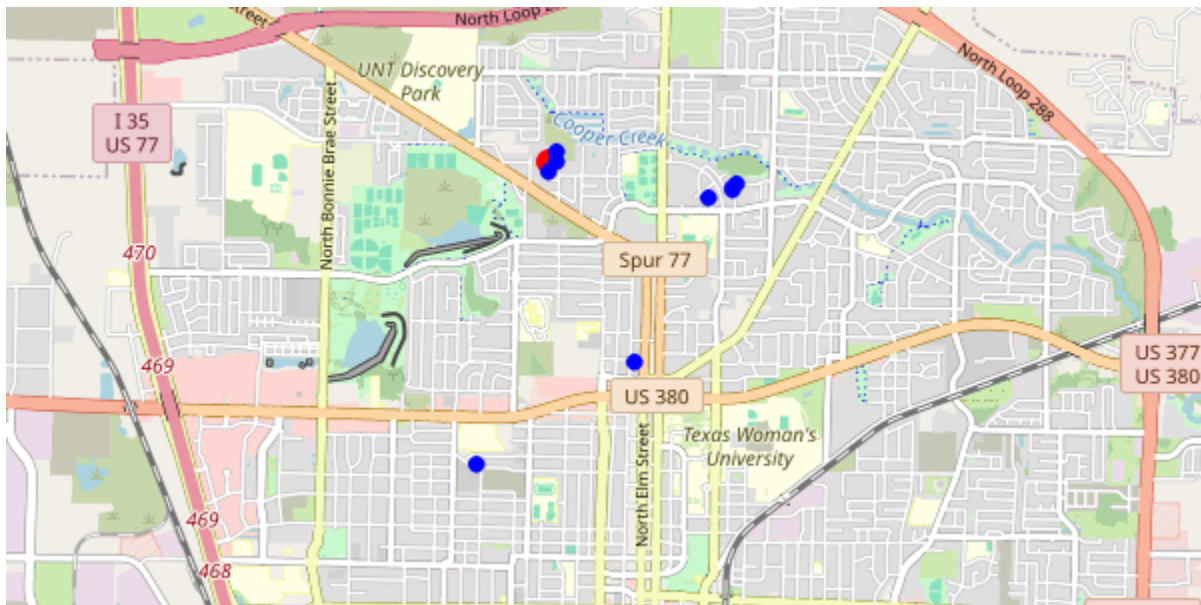 North Loop 2
Street
UNT Discovery
Park
North Loop 288
I 35
US 77
Cooper Creek
North Bonnie Brae Street
470
Spur 77
469
US 377
US 380
US 380
Texas Woman's
University
North Elm Street
469
468